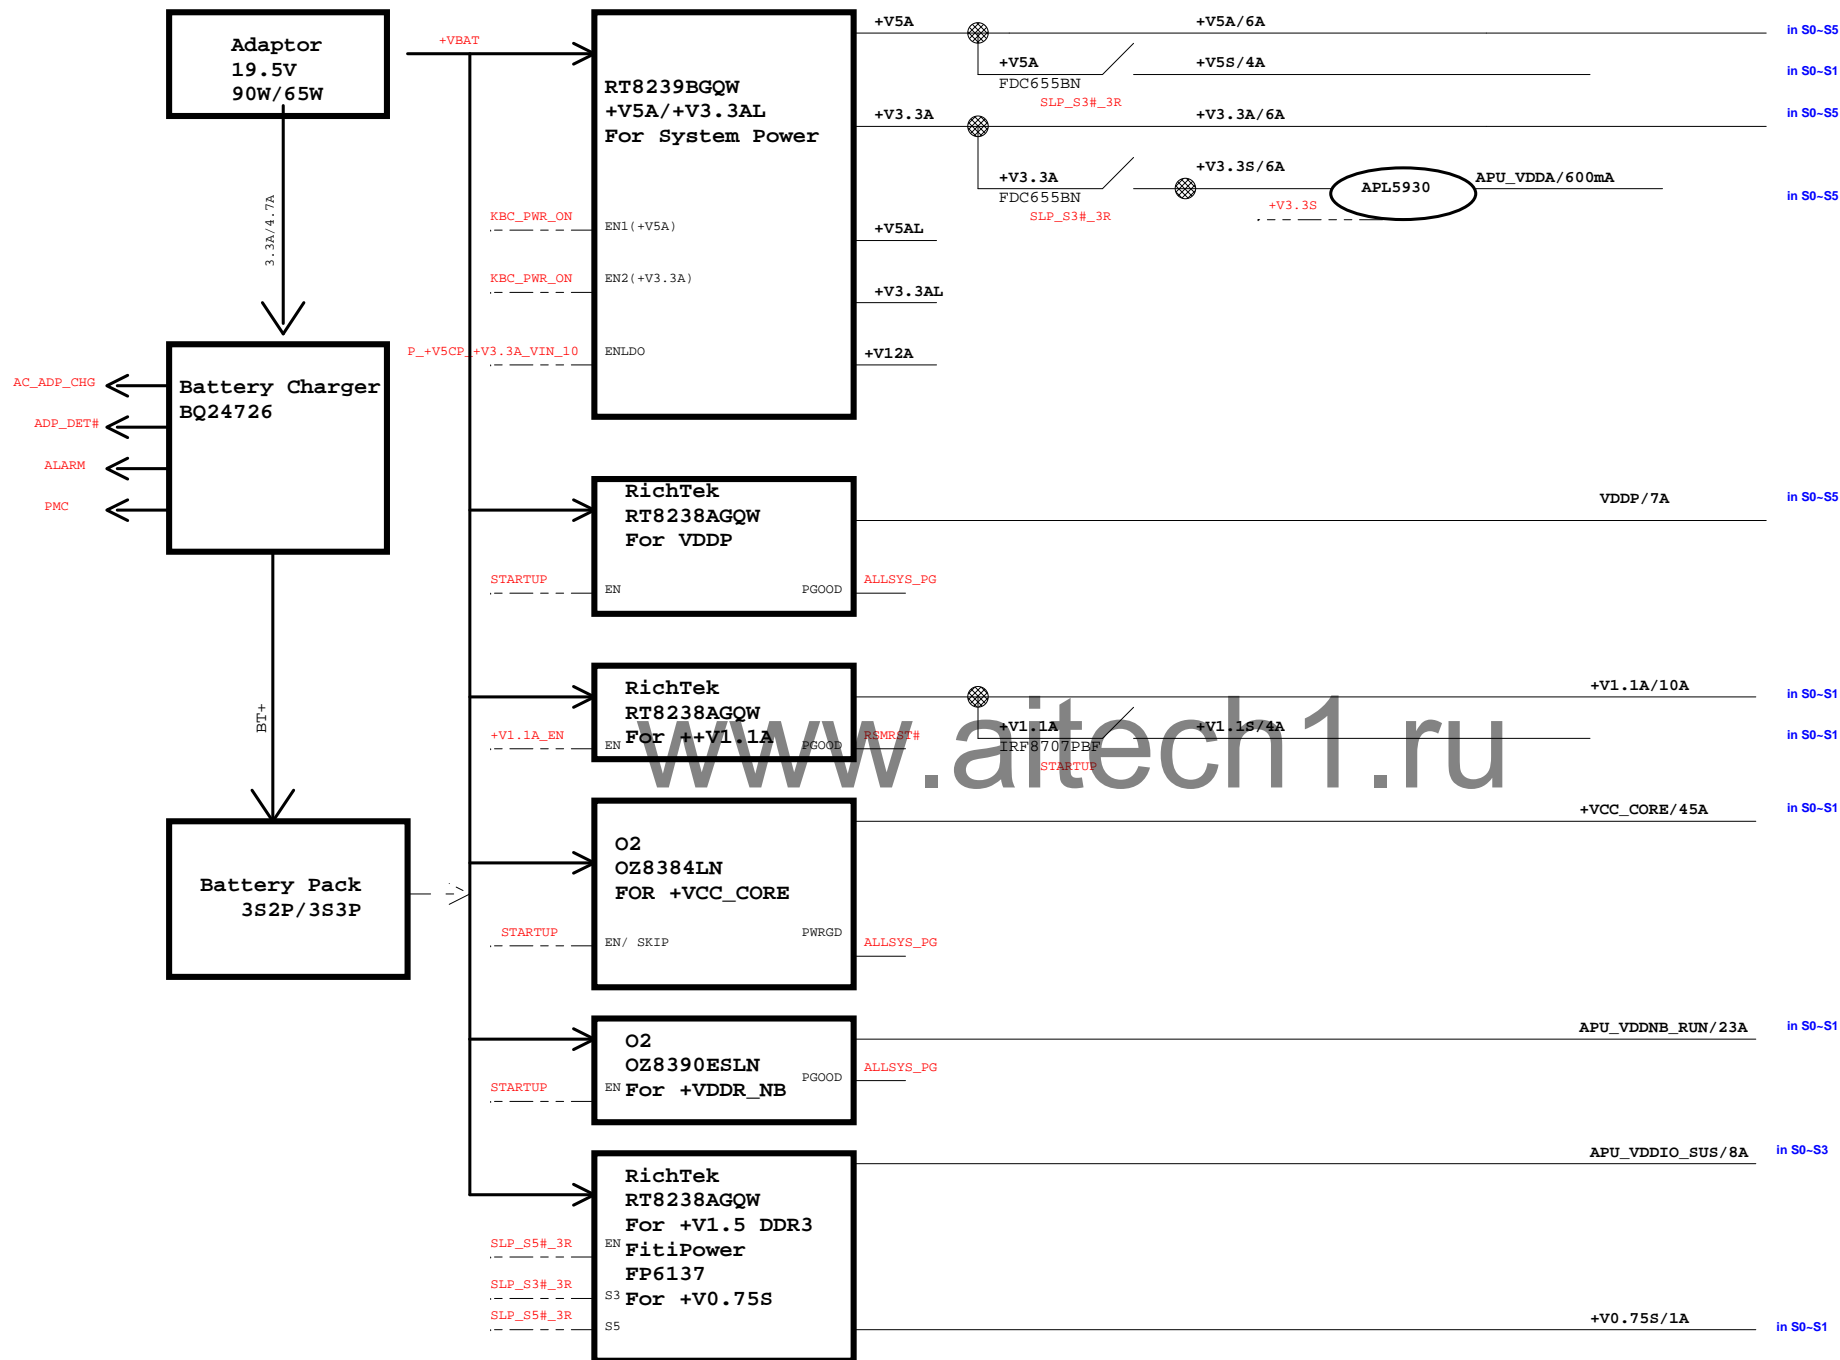 Adaptor
19.5V
90W/65W
3.3A/4.7A
Battery Charger
BQ24726
AC_ADP_CHG
ADP_DET#
ALARM
PMC
BT+
Battery Pack
3S2P/3S3P
+VBAT
RT8239BGQW
+V5A/+V3.3AL
For System Power
KBC_PWR_ON
EN1(+V5A)
KBC_PWR_ON
EN2(+V3.3A)
P_+V5CP_+V3.3A_VIN_10
ENLDO
+V5A
+V5A/6A
in S0~S5
+V5A
FDC655BN
SLP_S3#_3R
+V5S/4A
in S0~S1
+V3.3A
+V3.3A/6A
in S0~S5
+V3.3A
FDC655BN
SLP_S3#_3R
+V3.3S/6A
+V3.3S
APL5930
APU_VDDA/600mA
in S0~S5
+V5AL
+V3.3AL
+V12A
RichTek
RT8238AGQW
For VDDP
STARTUP
EN
PGOOD
ALLSYS_PG
VDDP/7A
in S0~S5
RichTek
RT8238AGQW
For ++V1.1A
+V1.1A_EN
EN
PGOOD
RSMRST#
+V1.1A/10A
in S0~S1
+V1.1A
IRF8707PBF
STARTUP
+V1.1S/4A
in S0~S1
www.aitech1.ru
O2
OZ8384LN
FOR +VCC_CORE
STARTUP
EN/ SKIP
PWRGD
ALLSYS_PG
+VCC_CORE/45A
in S0~S1
O2
OZ8390ESLN
For +VDDR_NB
STARTUP
EN
PGOOD
ALLSYS_PG
APU_VDDNB_RUN/23A
in S0~S1
RichTek
RT8238AGQW
For +V1.5 DDR3
FitiPower
FP6137
For +V0.75S
SLP_S5#_3R
EN
SLP_S3#_3R
S3
SLP_S5#_3R
S5
APU_VDDIO_SUS/8A
in S0~S3
+V0.75S/1A
in S0~S1